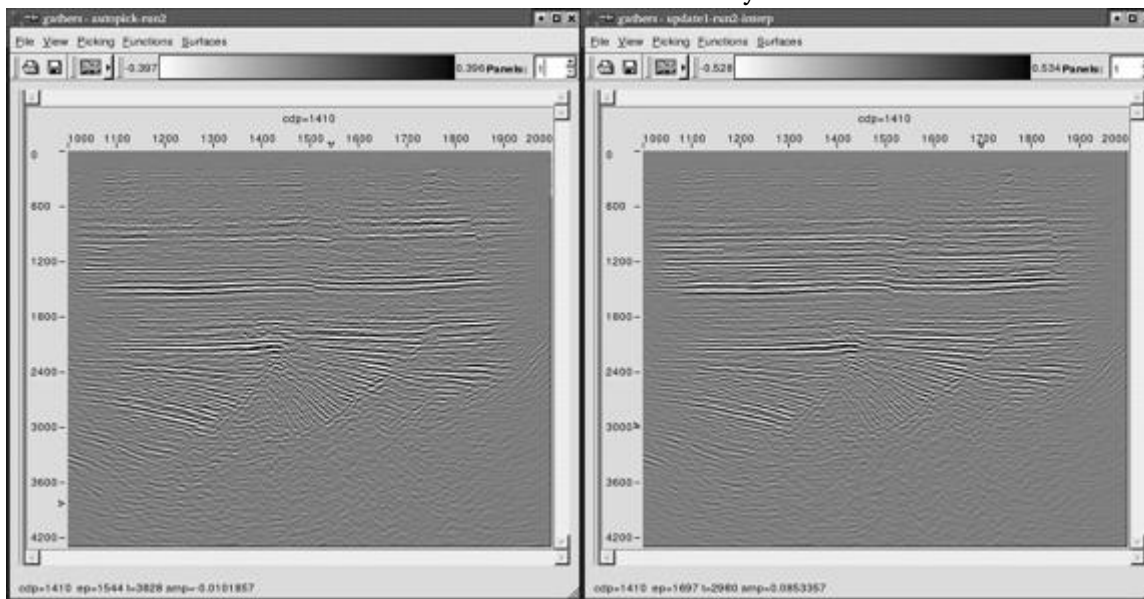 gathers - autopick-run2
File View Picking Functions Surfaces
-0.397 0.396 Panels: 1
cdp=1410
1000 1100 1200 1300 1400 1500 1600 1700 1800 1900 2000
0
600
1200
1800
2400
3000
3600
4200
cdp=1410 ep=1544 t=3828 amp=-0.0101857
gathers - update1-run2-interp
File View Picking Functions Surfaces
-0.528 0.534 Panels: 1
cdp=1410
1000 1100 1200 1300 1400 1500 1600 1700 1800 1900 2000
0
600
1200
1800
2400
3000
3600
4200
cdp=1410 ep=1697 t=2980 amp=0.0853357